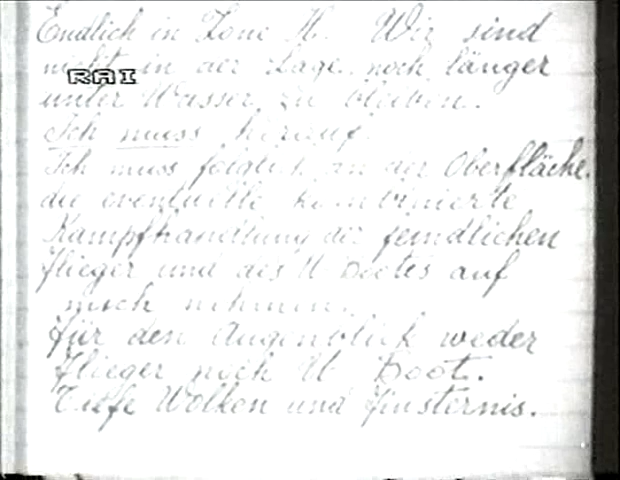 Endlich in Zone A. Wir sind
nicht in der Lage noch länger
RAI
unter Wasser zu bleiben.
Ich muss herauf.
Ich muss folglich an der Oberfläche.
die eventuelle kombinierte
Kampfhandlung der feindlichen
flieger und des U Bootes auf
mich nehmen.
für den Augenblick weder
flieger noch U Boot.
Tiefe Wolken und finsternis.